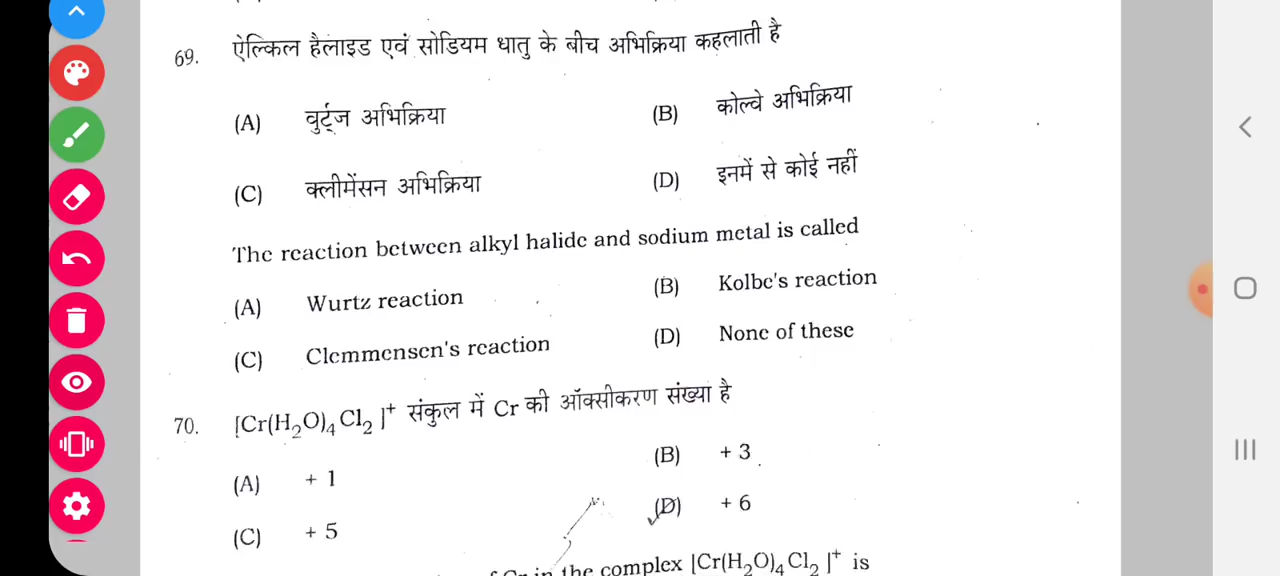 69. ऐल्किल हैलाइड एवं सोडियम धातु के बीच अभिक्रिया कहलाती है
(A) वुर्ट्ज अभिक्रिया (B) कोल्वे अभिक्रिया
(C) क्लीमेंसन अभिक्रिया (D) इनमें से कोई नहीं
The reaction between alkyl halide and sodium metal is called
(A) Wurtz reaction (B) Kolbe's reaction
(C) Clemmensen's reaction (D) None of these
70. [Cr(H₂O)₄Cl₂]⁺ संकुल में Cr की ऑक्सीकरण संख्या है
(A) + 1 (B) + 3
(C) + 5 (D) + 6
in the complex [Cr(H₂O)₄Cl₂]⁺ is